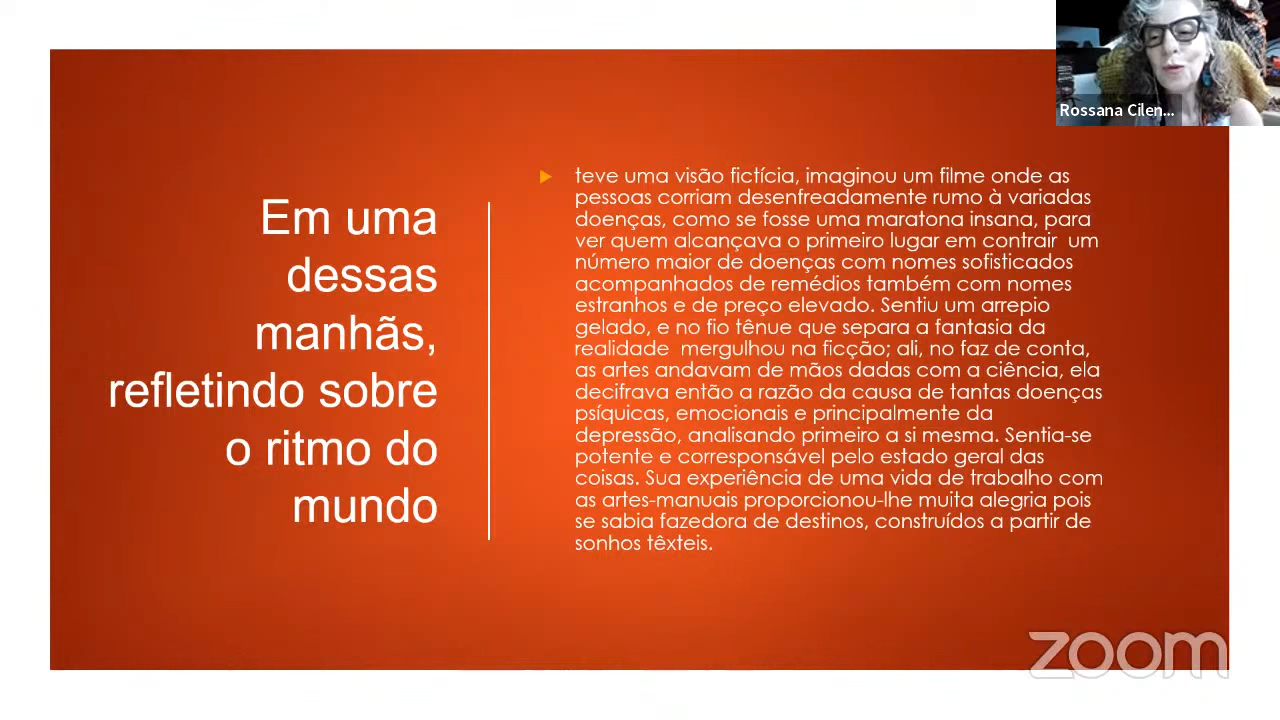 Rossana Cilen...
Em uma
dessas
manhãs,
refletindo sobre
o ritmo do
mundo
teve uma visão fictícia, imaginou um filme onde as
pessoas corriam desenfreadamente rumo à variadas
doenças, como se fosse uma maratona insana, para
ver quem alcançava o primeiro lugar em contrair um
número maior de doenças com nomes sofisticados
acompanhados de remédios também com nomes
estranhos e de preço elevado. Sentiu um arrepio
gelado, e no fio tênue que separa a fantasia da
realidade mergulhou na ficção; ali, no faz de conta,
as artes andavam de mãos dadas com a ciência, ela
decifrava então a razão da causa de tantas doenças
psíquicas, emocionais e principalmente da
depressão, analisando primeiro a si mesma. Sentia-se
potente e corresponsável pelo estado geral das
coisas. Sua experiência de uma vida de trabalho com
as artes-manuais proporcionou-lhe muita alegria pois
se sabia fazedora de destinos, construídos a partir de
sonhos têxteis.
zoom